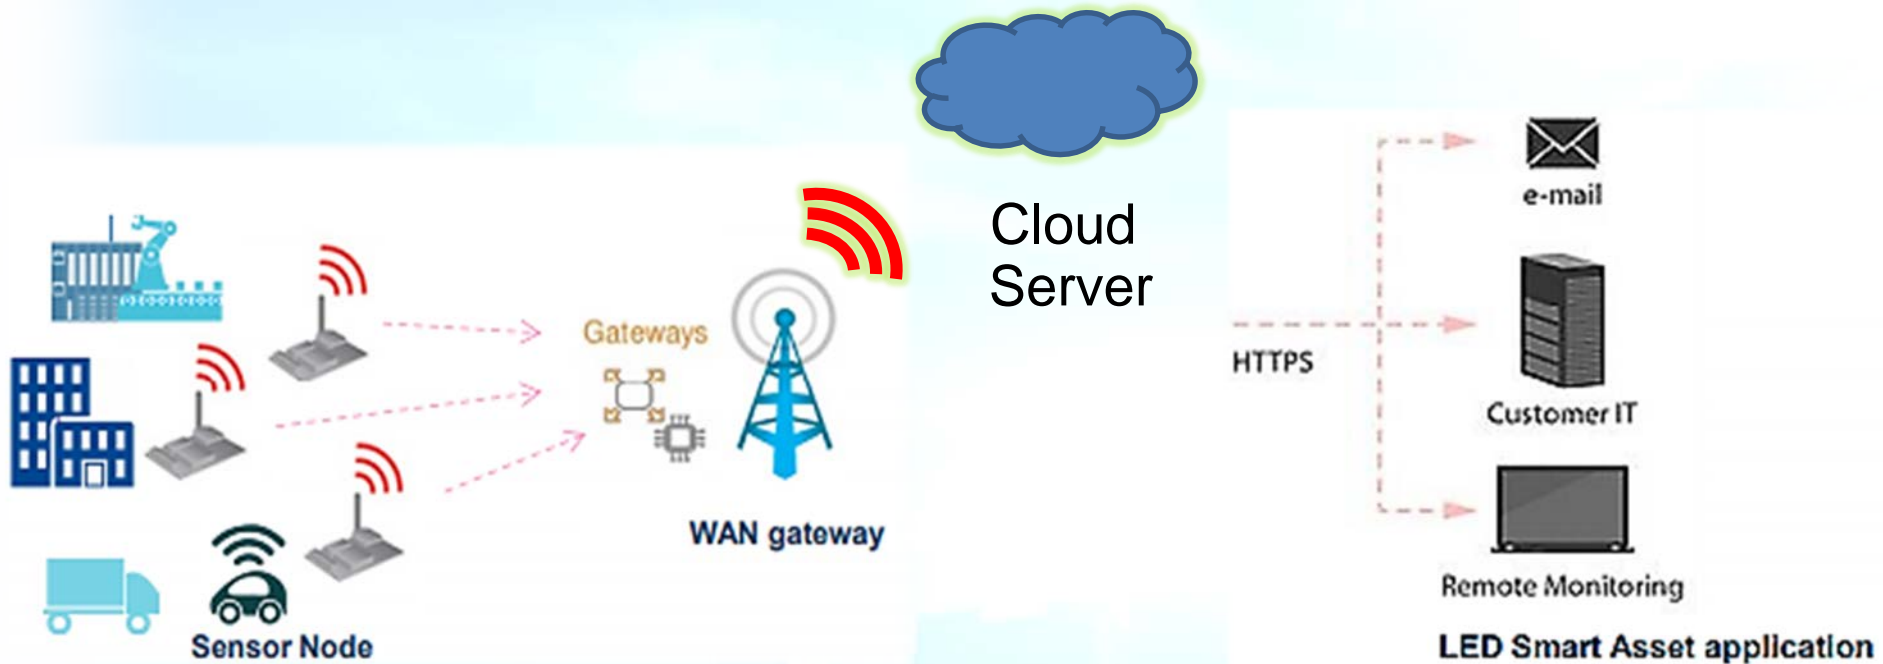 Cloud
Server
e-mail
Gateways
HTTPS
Customer IT
WAN gateway
Remote Monitoring
Sensor Node
LED Smart Asset application